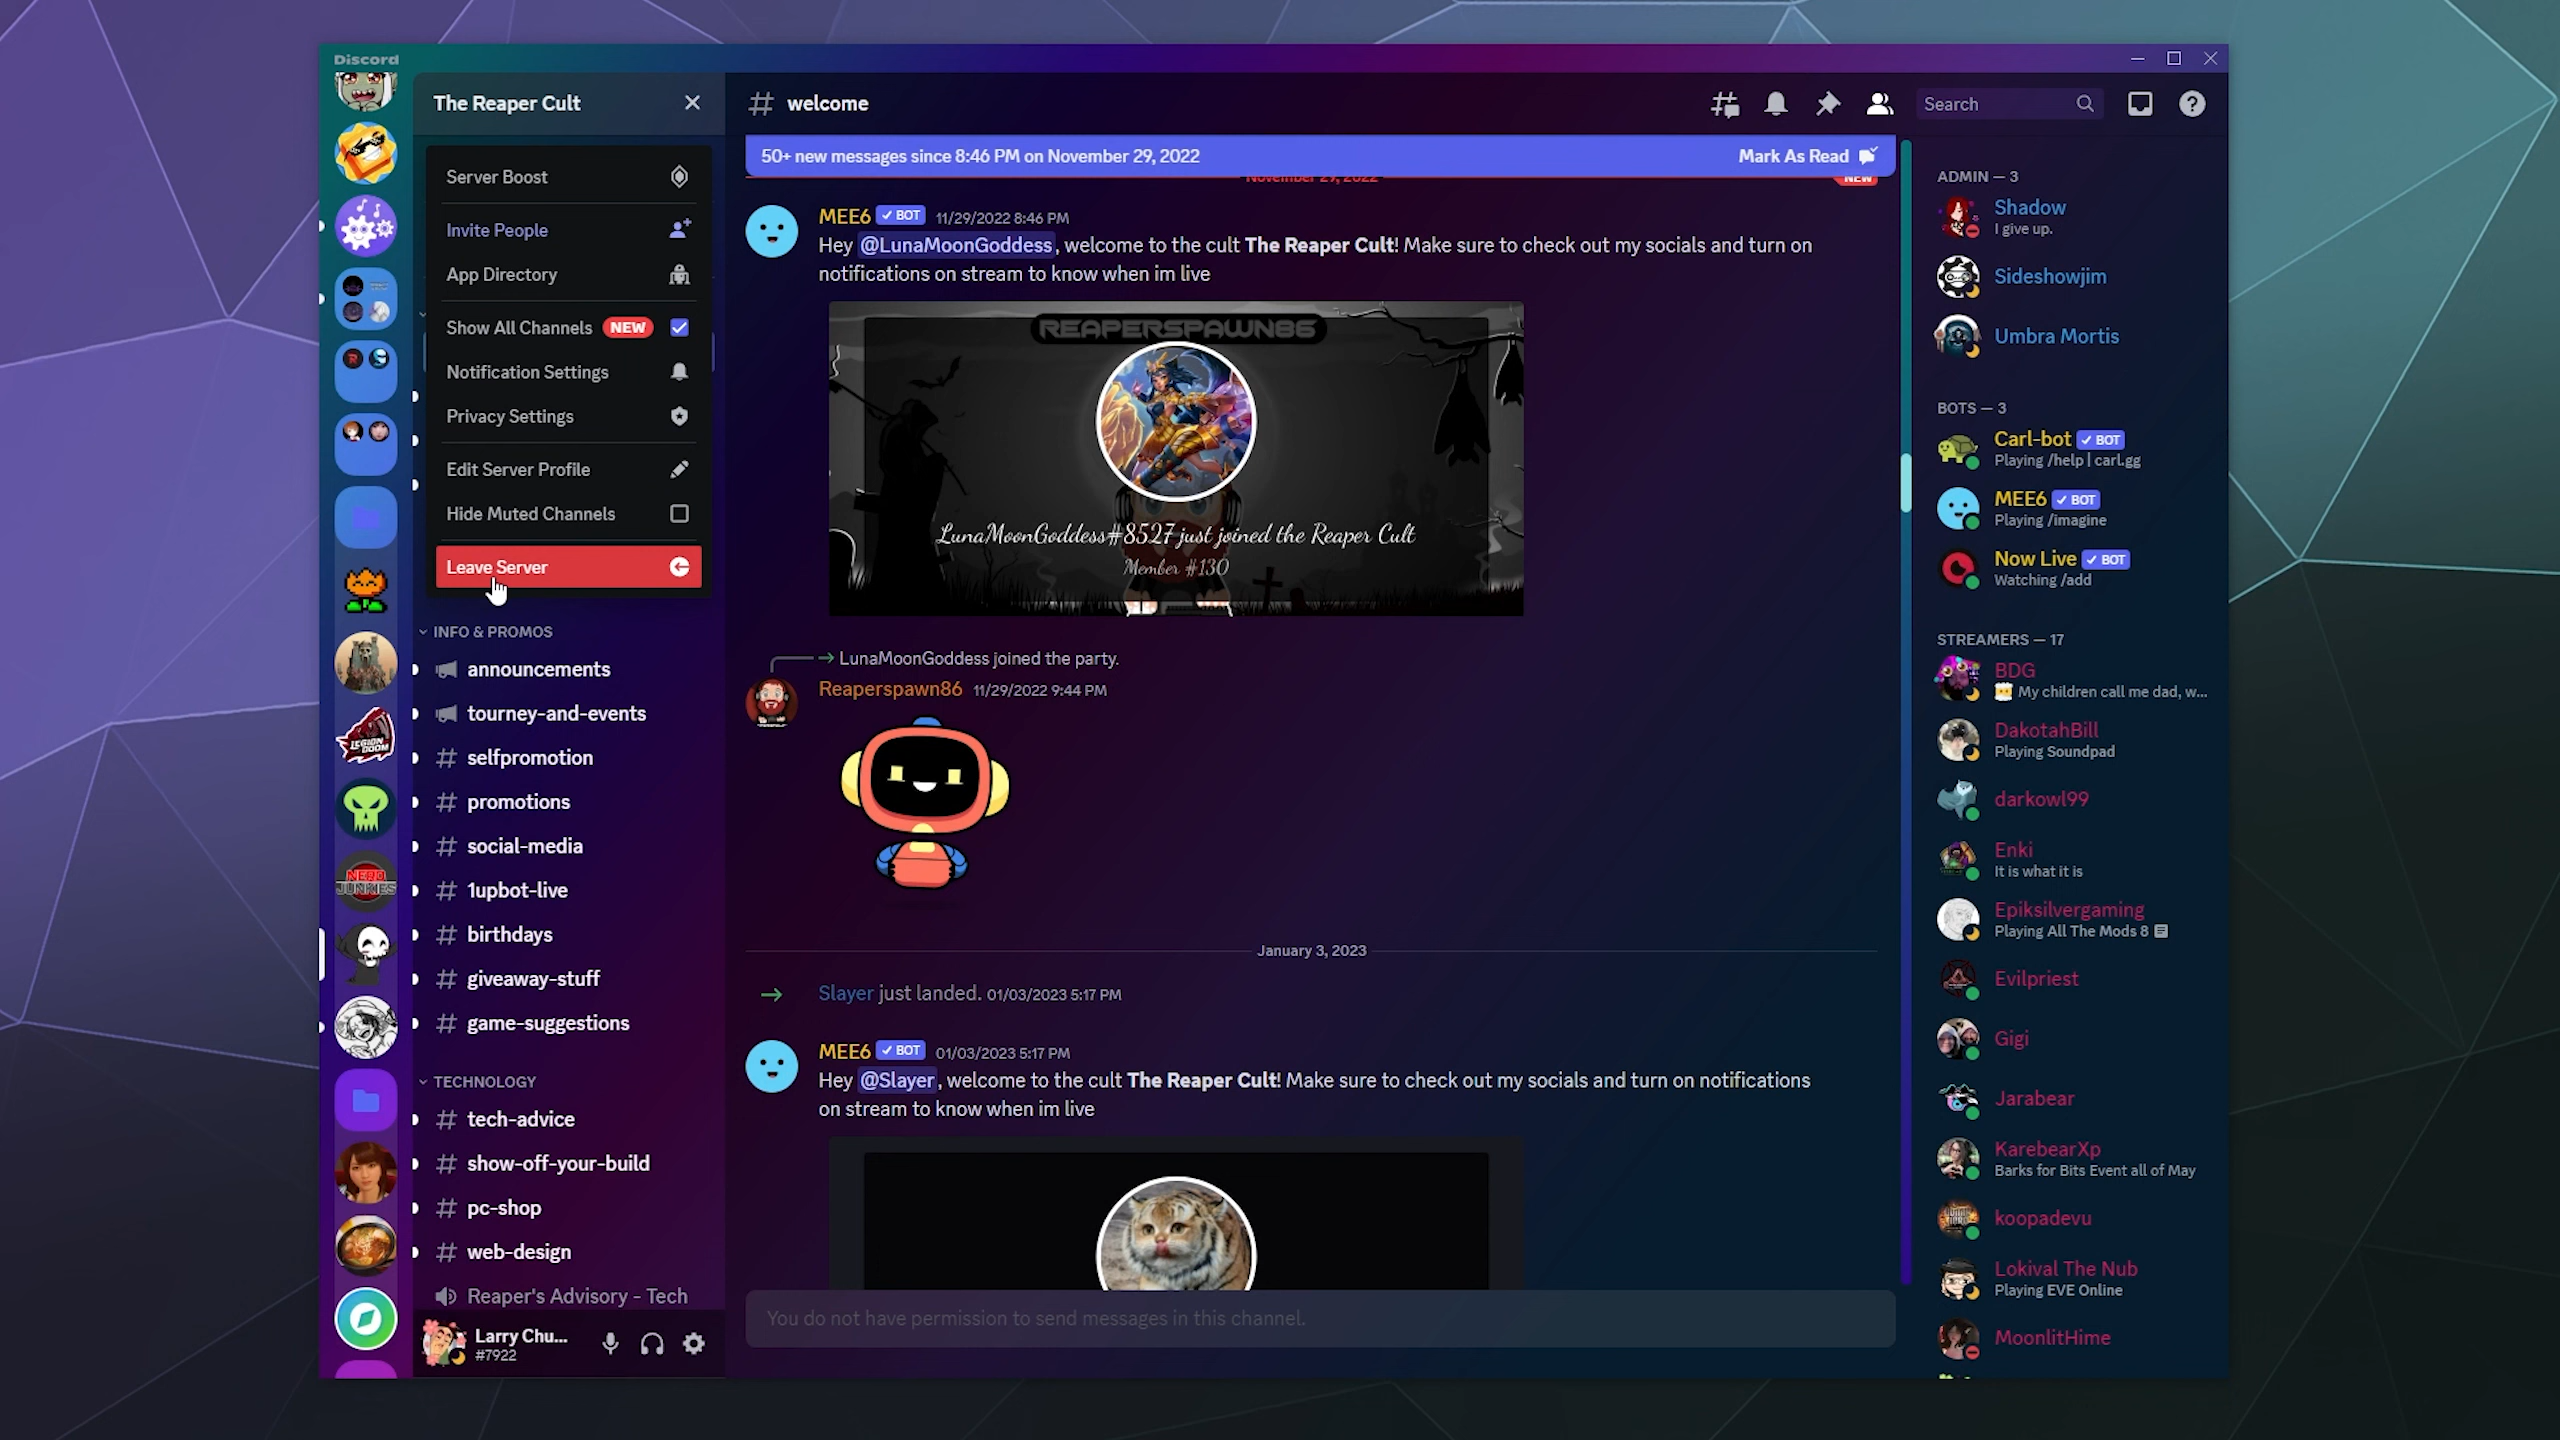 Discord
The Reaper Cult
Server Boost
Invite People
App Directory
Show All Channels NEW
Notification Settings
Privacy Settings
Edit Server Profile
Hide Muted Channels
Leave Server
INFO & PROMOS
announcements
tourney-and-events
selfpromotion
promotions
social-media
1upbot-live
birthdays
giveaway-stuff
game-suggestions
TECHNOLOGY
tech-advice
show-off-your-build
pc-shop
web-design
Reaper's Advisory - Tech
Larry Chu...
#7922
LEGION
DOOM
NERD
JUNKIES
# welcome
Search
50+ new messages since 8:46 PM on November 29, 2022
Mark As Read
November 29, 2022
NEW
MEE6 ✓ BOT 11/29/2022 8:46 PM
Hey @LunaMoonGoddess, welcome to the cult The Reaper Cult! Make sure to check out my socials and turn on
notifications on stream to know when im live
REAPERSPAWN86
LunaMoonGoddess#8527 just joined the Reaper Cult
Member #130
LunaMoonGoddess joined the party.
Reaperspawn86 11/29/2022 9:44 PM
January 3, 2023
Slayer just landed. 01/03/2023 5:17 PM
MEE6 ✓ BOT 01/03/2023 5:17 PM
Hey @Slayer, welcome to the cult The Reaper Cult! Make sure to check out my socials and turn on notifications
on stream to know when im live
You do not have permission to send messages in this channel.
ADMIN — 3
Shadow
I give up.
Sideshowjim
Umbra Mortis
BOTS — 3
Carl-bot ✓ BOT
Playing /help | carl.gg
MEE6 ✓ BOT
Playing /imagine
Now Live ✓ BOT
Watching /add
STREAMERS — 17
BDG
My children call me dad, w...
DakotahBill
Playing Soundpad
darkowl99
Enki
It is what it is
Epiksilvergaming
Playing All The Mods 8
Evilpriest
Gigi
Jarabear
KarebearXp
Barks for Bits Event all of May
koopadevu
Lokival The Nub
Playing EVE Online
MoonlitHime